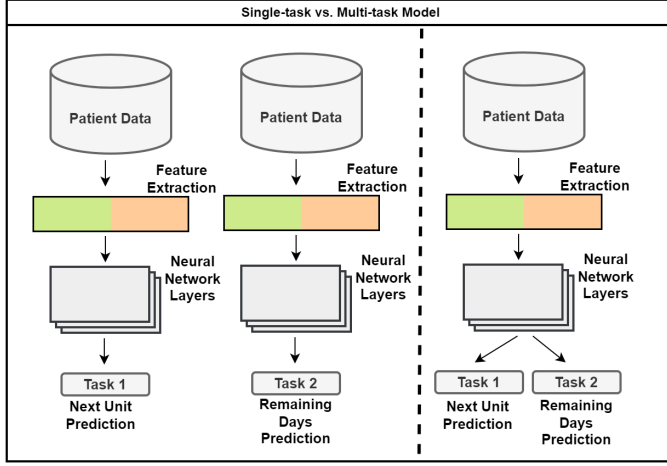 Single-task vs. Multi-task Model
Patient Data
Feature
Extraction
Neural
Network
Layers
Task 1
Next Unit
Prediction
Patient Data
Feature
Extraction
Neural
Network
Layers
Task 2
Remaining
Days
Prediction
Patient Data
Feature
Extraction
Neural
Network
Layers
Task 1
Next Unit
Prediction
Task 2
Remaining
Days
Prediction